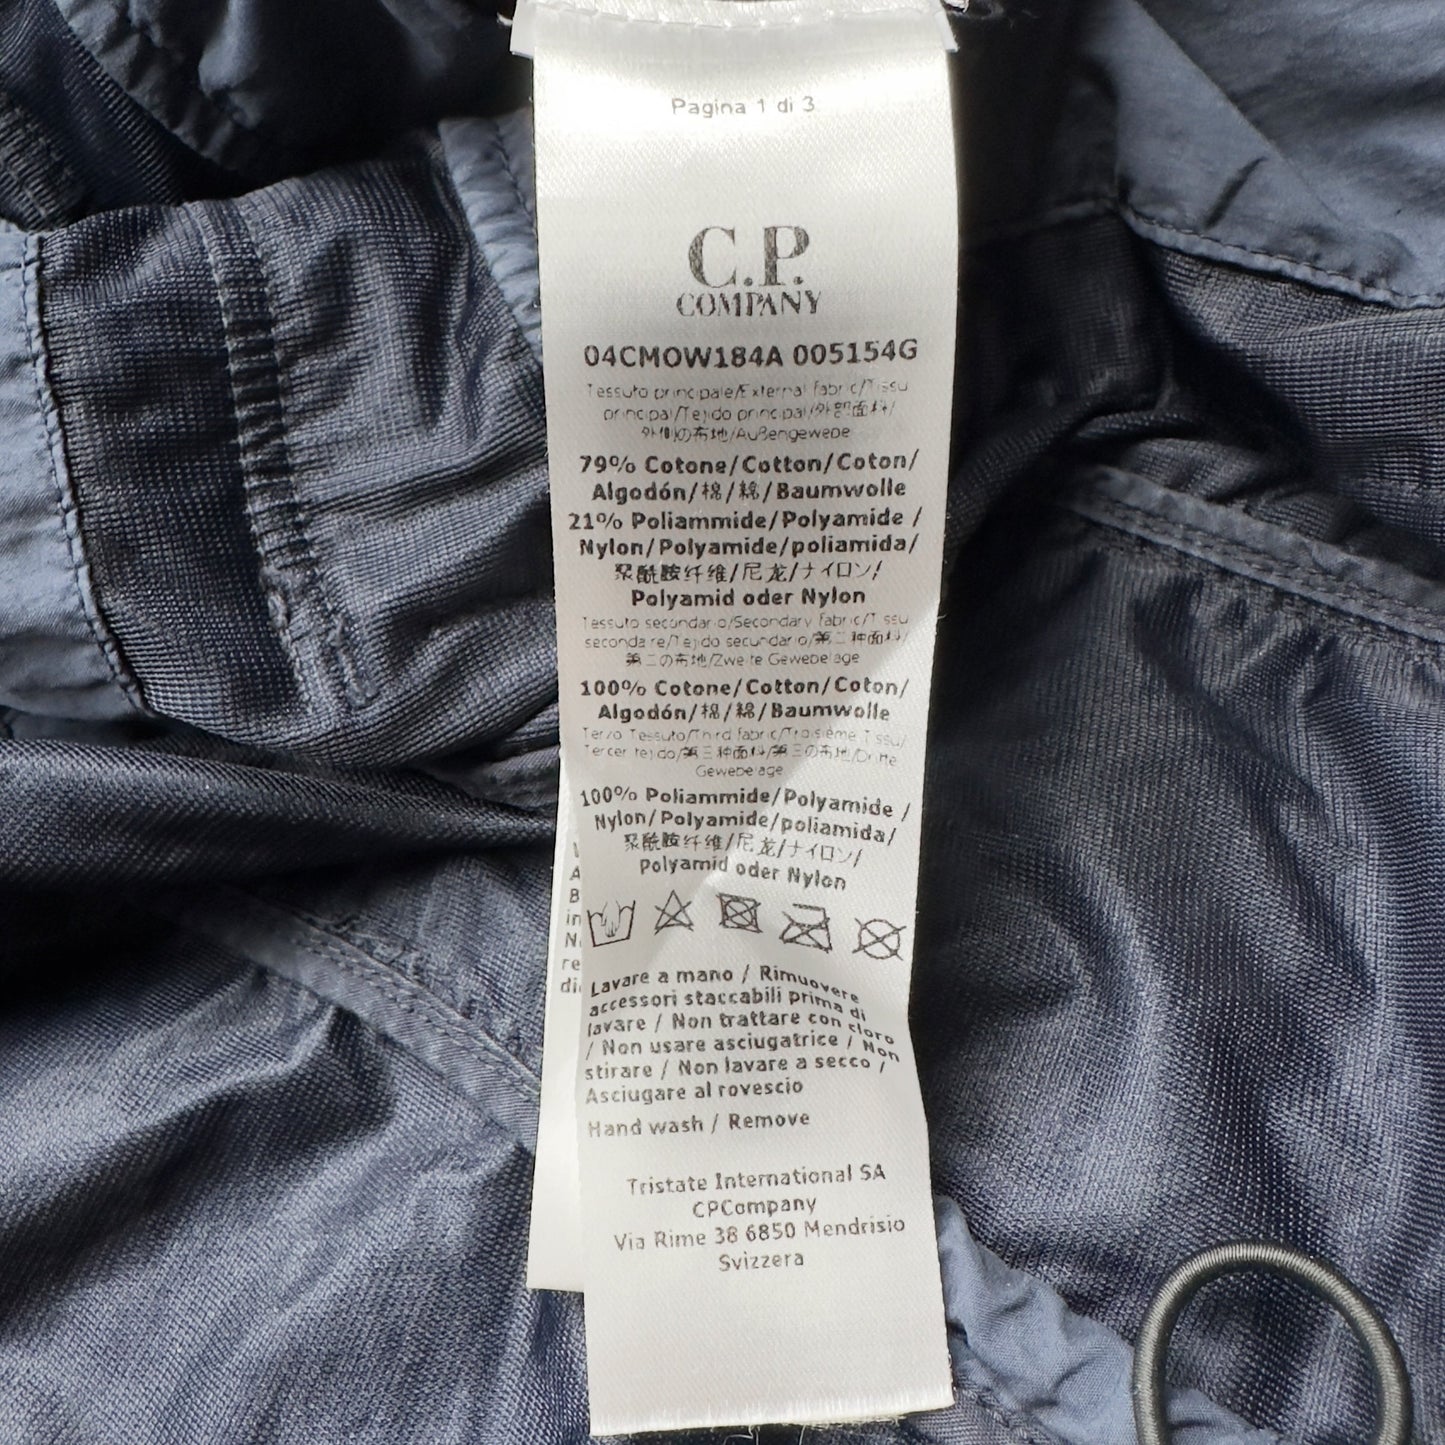 Pagina 1 di 3
C.P.
COMPANY
04CMOW184A 005154G
Tessuto principale/External fabric/Tissu
principal/Tejido principal/外部面料/
外側の布地/Außengewebe
79% Cotone/Cotton/Coton/
Algodón/棉/綿/Baumwolle
21% Poliammide/Polyamide /
Nylon/Polyamide/poliamida/
聚酰胺纤维/尼龙/ナイロン/
Polyamid oder Nylon
Tessuto secondario/Secondary fabric/Tissu
secondaire/Tejido secundario/第二种面料/
第二の布地/Zweite Gewebelage
100% Cotone/Cotton/Coton/
Algodón/棉/綿/Baumwolle
Terzo Tessuto/Third fabric/Troisième Tissu/
Tercer tejido/第三种面料/第三の布地/Dritte
Gewebelage
100% Poliammide/Polyamide /
Nylon/Polyamide/poliamida/
聚酰胺纤维/尼龙/ナイロン/
Polyamid oder Nylon
Lavare a mano / Rimuovere
accessori staccabili prima di
lavare / Non trattare con cloro
/ Non usare asciugatrice / Non
stirare / Non lavare a secco /
Asciugare al rovescio
Hand wash / Remove
Tristate International SA
CPCompany
Via Rime 38 6850 Mendrisio
Svizzera